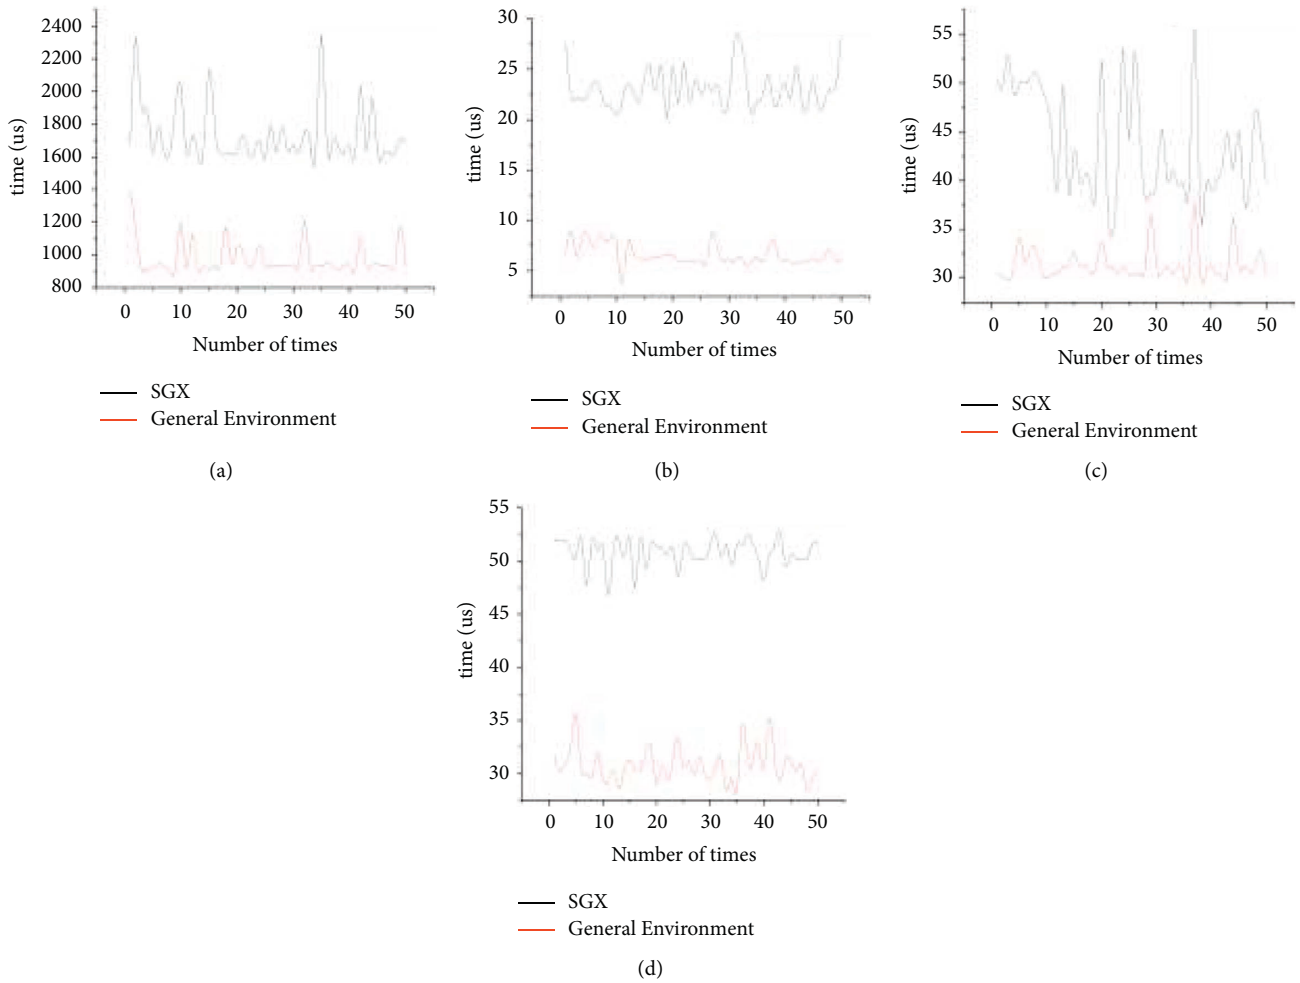 2400
2200
2000
1800
1600
1400
1200
1000
800
time (us)
0 10 20 30 40 50
Number of times
SGX
General Environment
(a)
30
25
20
15
10
5
time (us)
0 10 20 30 40 50
Number of times
SGX
General Environment
(b)
55
50
45
40
35
30
time (us)
0 10 20 30 40 50
Number of times
SGX
General Environment
(c)
55
50
45
40
35
30
time (us)
0 10 20 30 40 50
Number of times
SGX
General Environment
(d)